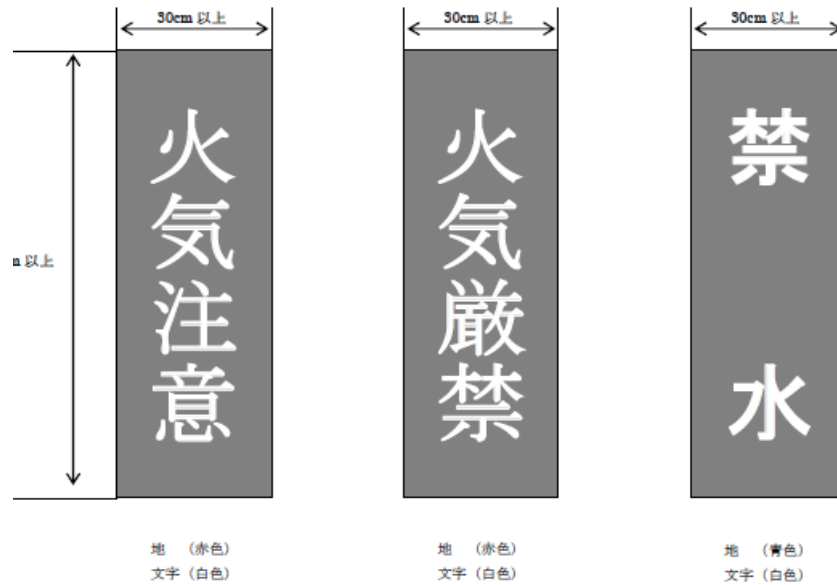 30cm 以上
30cm 以上
30cm 以上
m 以上
火気注意
火気厳禁
禁水
地 （赤色）
文字（白色）
地 （赤色）
文字（白色）
地 （青色）
文字（白色）